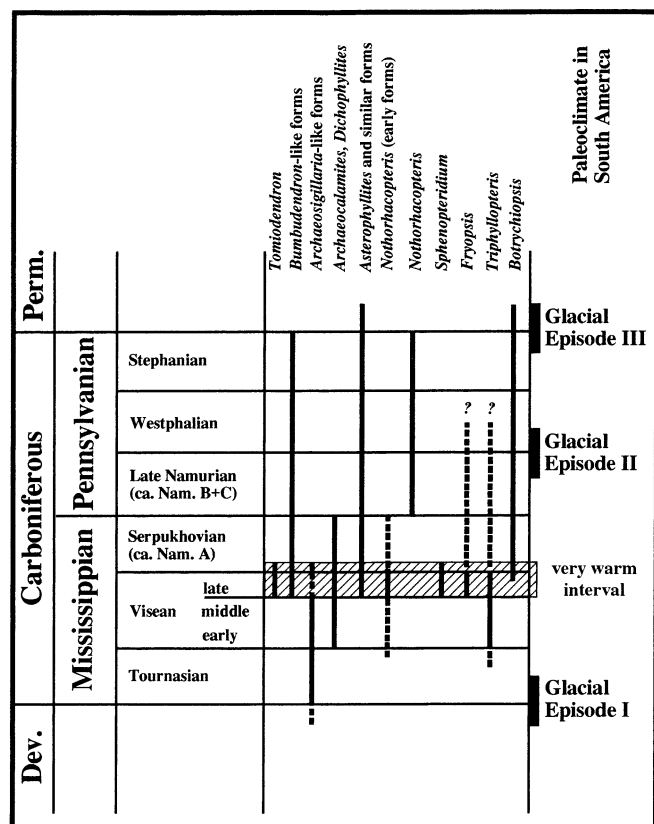 Tomiodendron
Bumbudendron-like forms
Archaeosigillaria-like forms
Archaeocalamites, Dichophyllites
Asterophyllites and similar forms
Nothorhacopteris (early forms)
Nothorhacopteris
Sphenopteridium
Fryopsis
Triphyllopteris
Botrychiopsis
Paleoclimate in
South America
Perm.
Carboniferous
Dev.
Pennsylvanian
Mississippian
Stephanian
Westphalian
Late Namurian
(ca. Nam. B+C)
Serpukhovian
(ca. Nam. A)
Visean
late
middle
early
Tournasian
? ?
Glacial
Episode III
Glacial
Episode II
very warm
interval
Glacial
Episode I